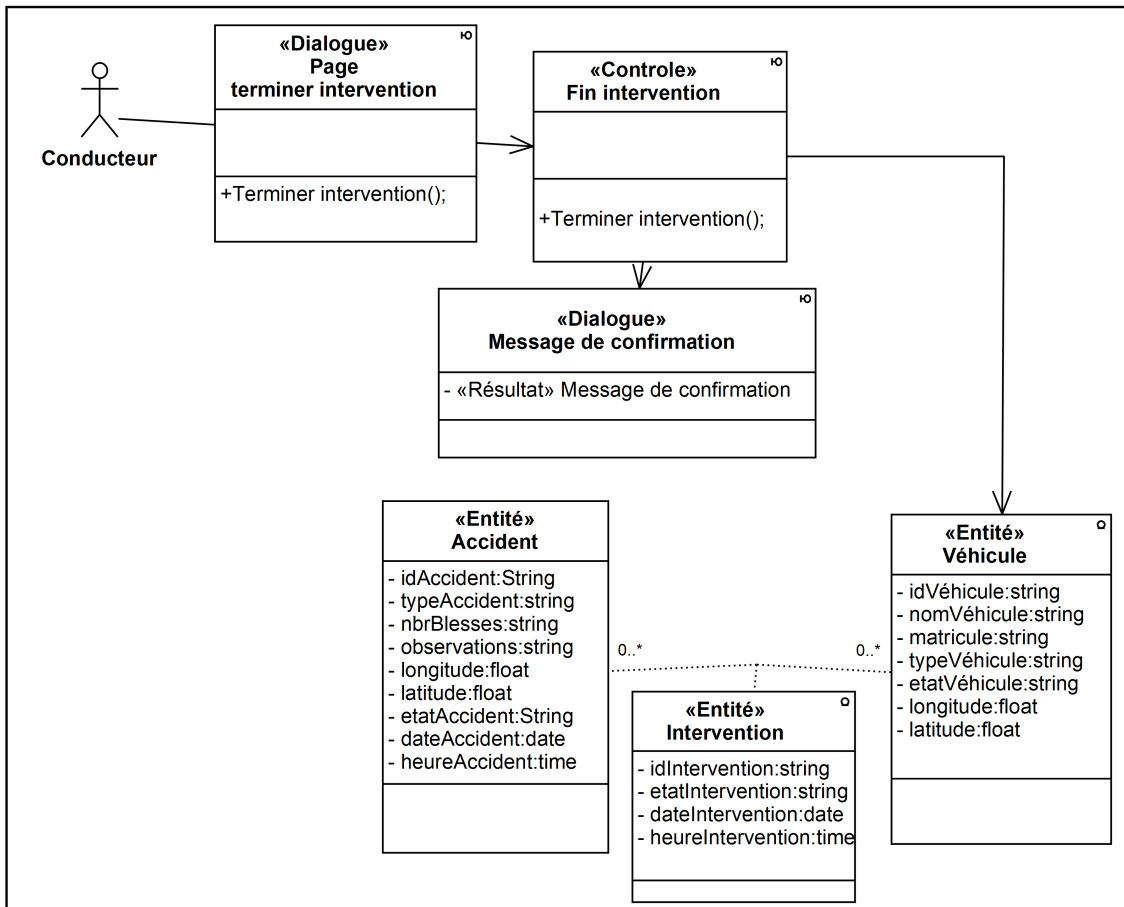 «Dialogue»
Page
terminer intervention
+Terminer intervention();
Conducteur
«Controle»
Fin intervention
+Terminer intervention();
«Dialogue»
Message de confirmation
- «Résultat» Message de confirmation
«Entité»
Accident
- idAccident:String
- typeAccident:string
- nbrBlesses:string
- observations:string
- longitude:float
- latitude:float
- etatAccident:String
- dateAccident:date
- heureAccident:time
0..*
0..*
«Entité»
Intervention
- idIntervention:string
- etatIntervention:string
- dateIntervention:date
- heureIntervention:time
«Entité»
Véhicule
- idVéhicule:string
- nomVéhicule:string
- matricule:string
- typeVéhicule:string
- etatVéhicule:string
- longitude:float
- latitude:float